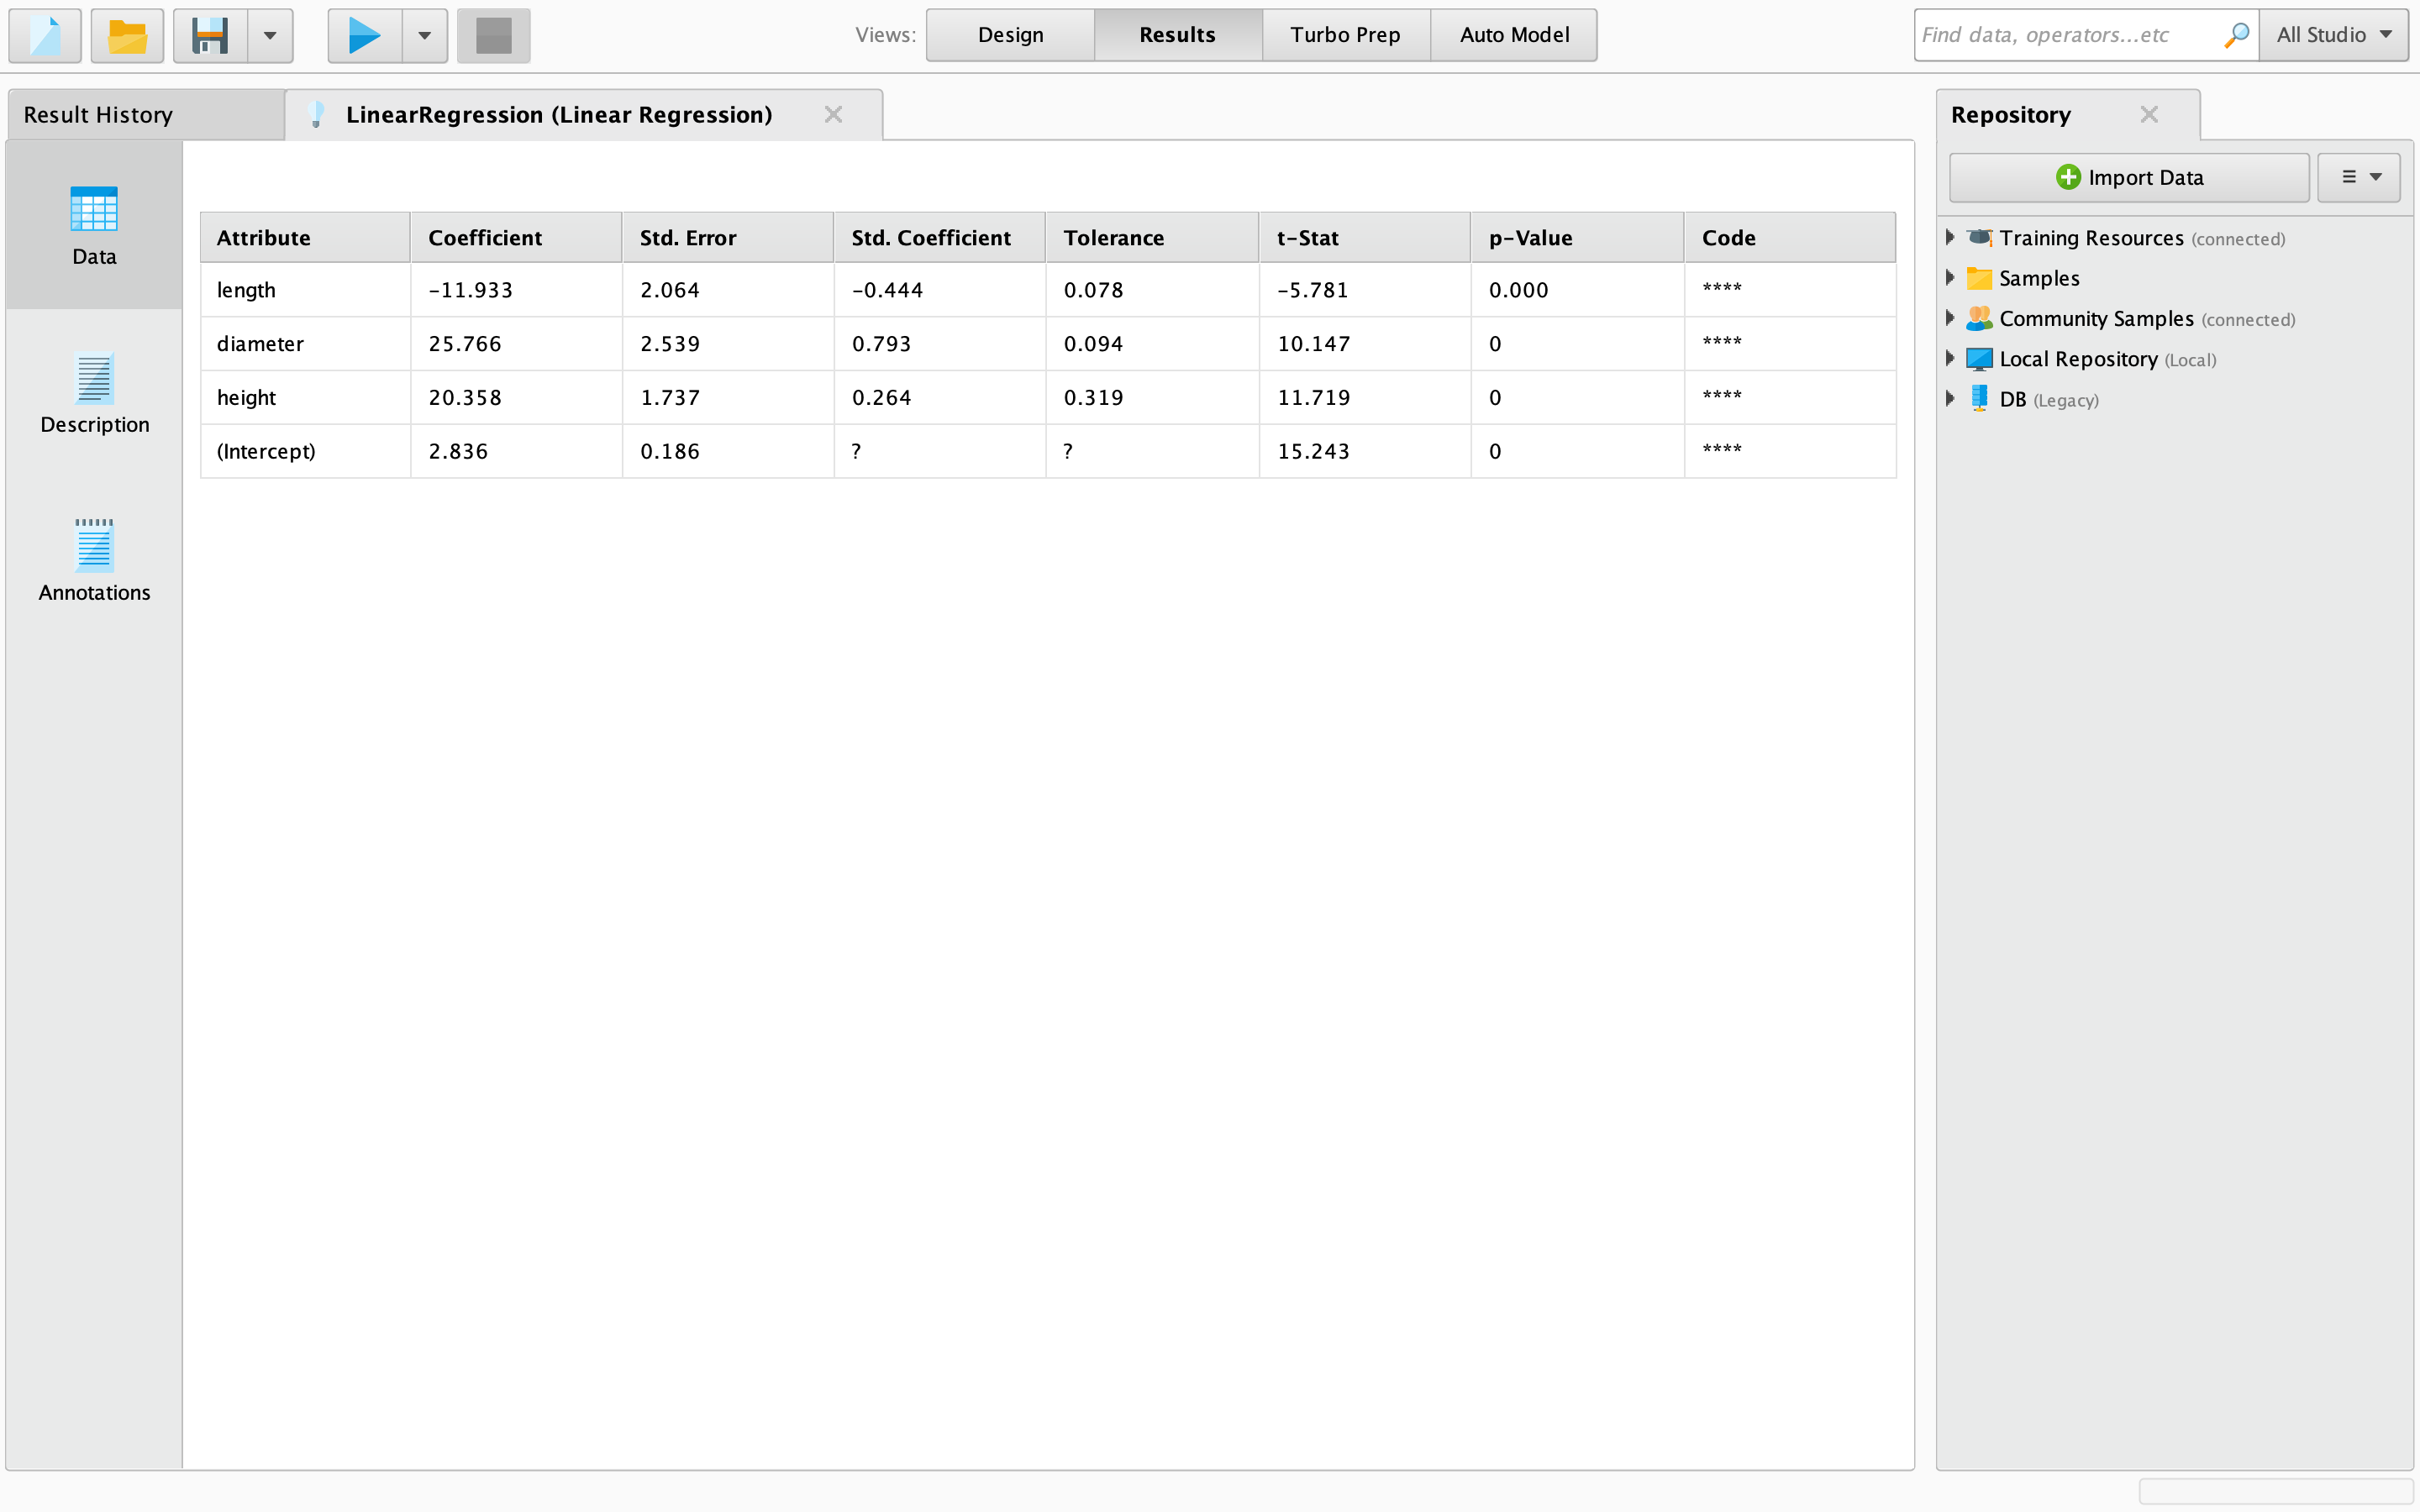 Views: Design Results Turbo Prep Auto Model Find data, operators...etc All Studio
Result History LinearRegression (Linear Regression) Repository
Import Data
Data
Description
Annotations
Attribute Coefficient Std. Error Std. Coefficient Tolerance t-Stat p-Value Code
length -11.933 2.064 -0.444 0.078 -5.781 0.000 ****
diameter 25.766 2.539 0.793 0.094 10.147 0 ****
height 20.358 1.737 0.264 0.319 11.719 0 ****
(Intercept) 2.836 0.186 ? ? 15.243 0 ****
Training Resources (connected)
Samples
Community Samples (connected)
Local Repository (Local)
DB (Legacy)